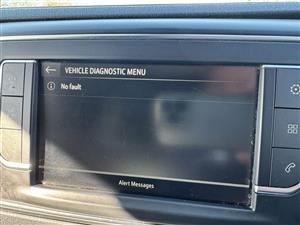 VEHICLE DIAGNOSTIC MENU
No fault
Alert Messages